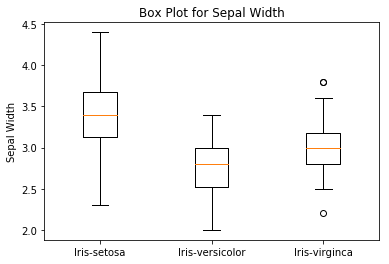 Box Plot for Sepal Width
4.5
4.0
3.5
3.0
2.5
2.0
Sepal Width
Iris-setosa
Iris-versicolor
Iris-virginca